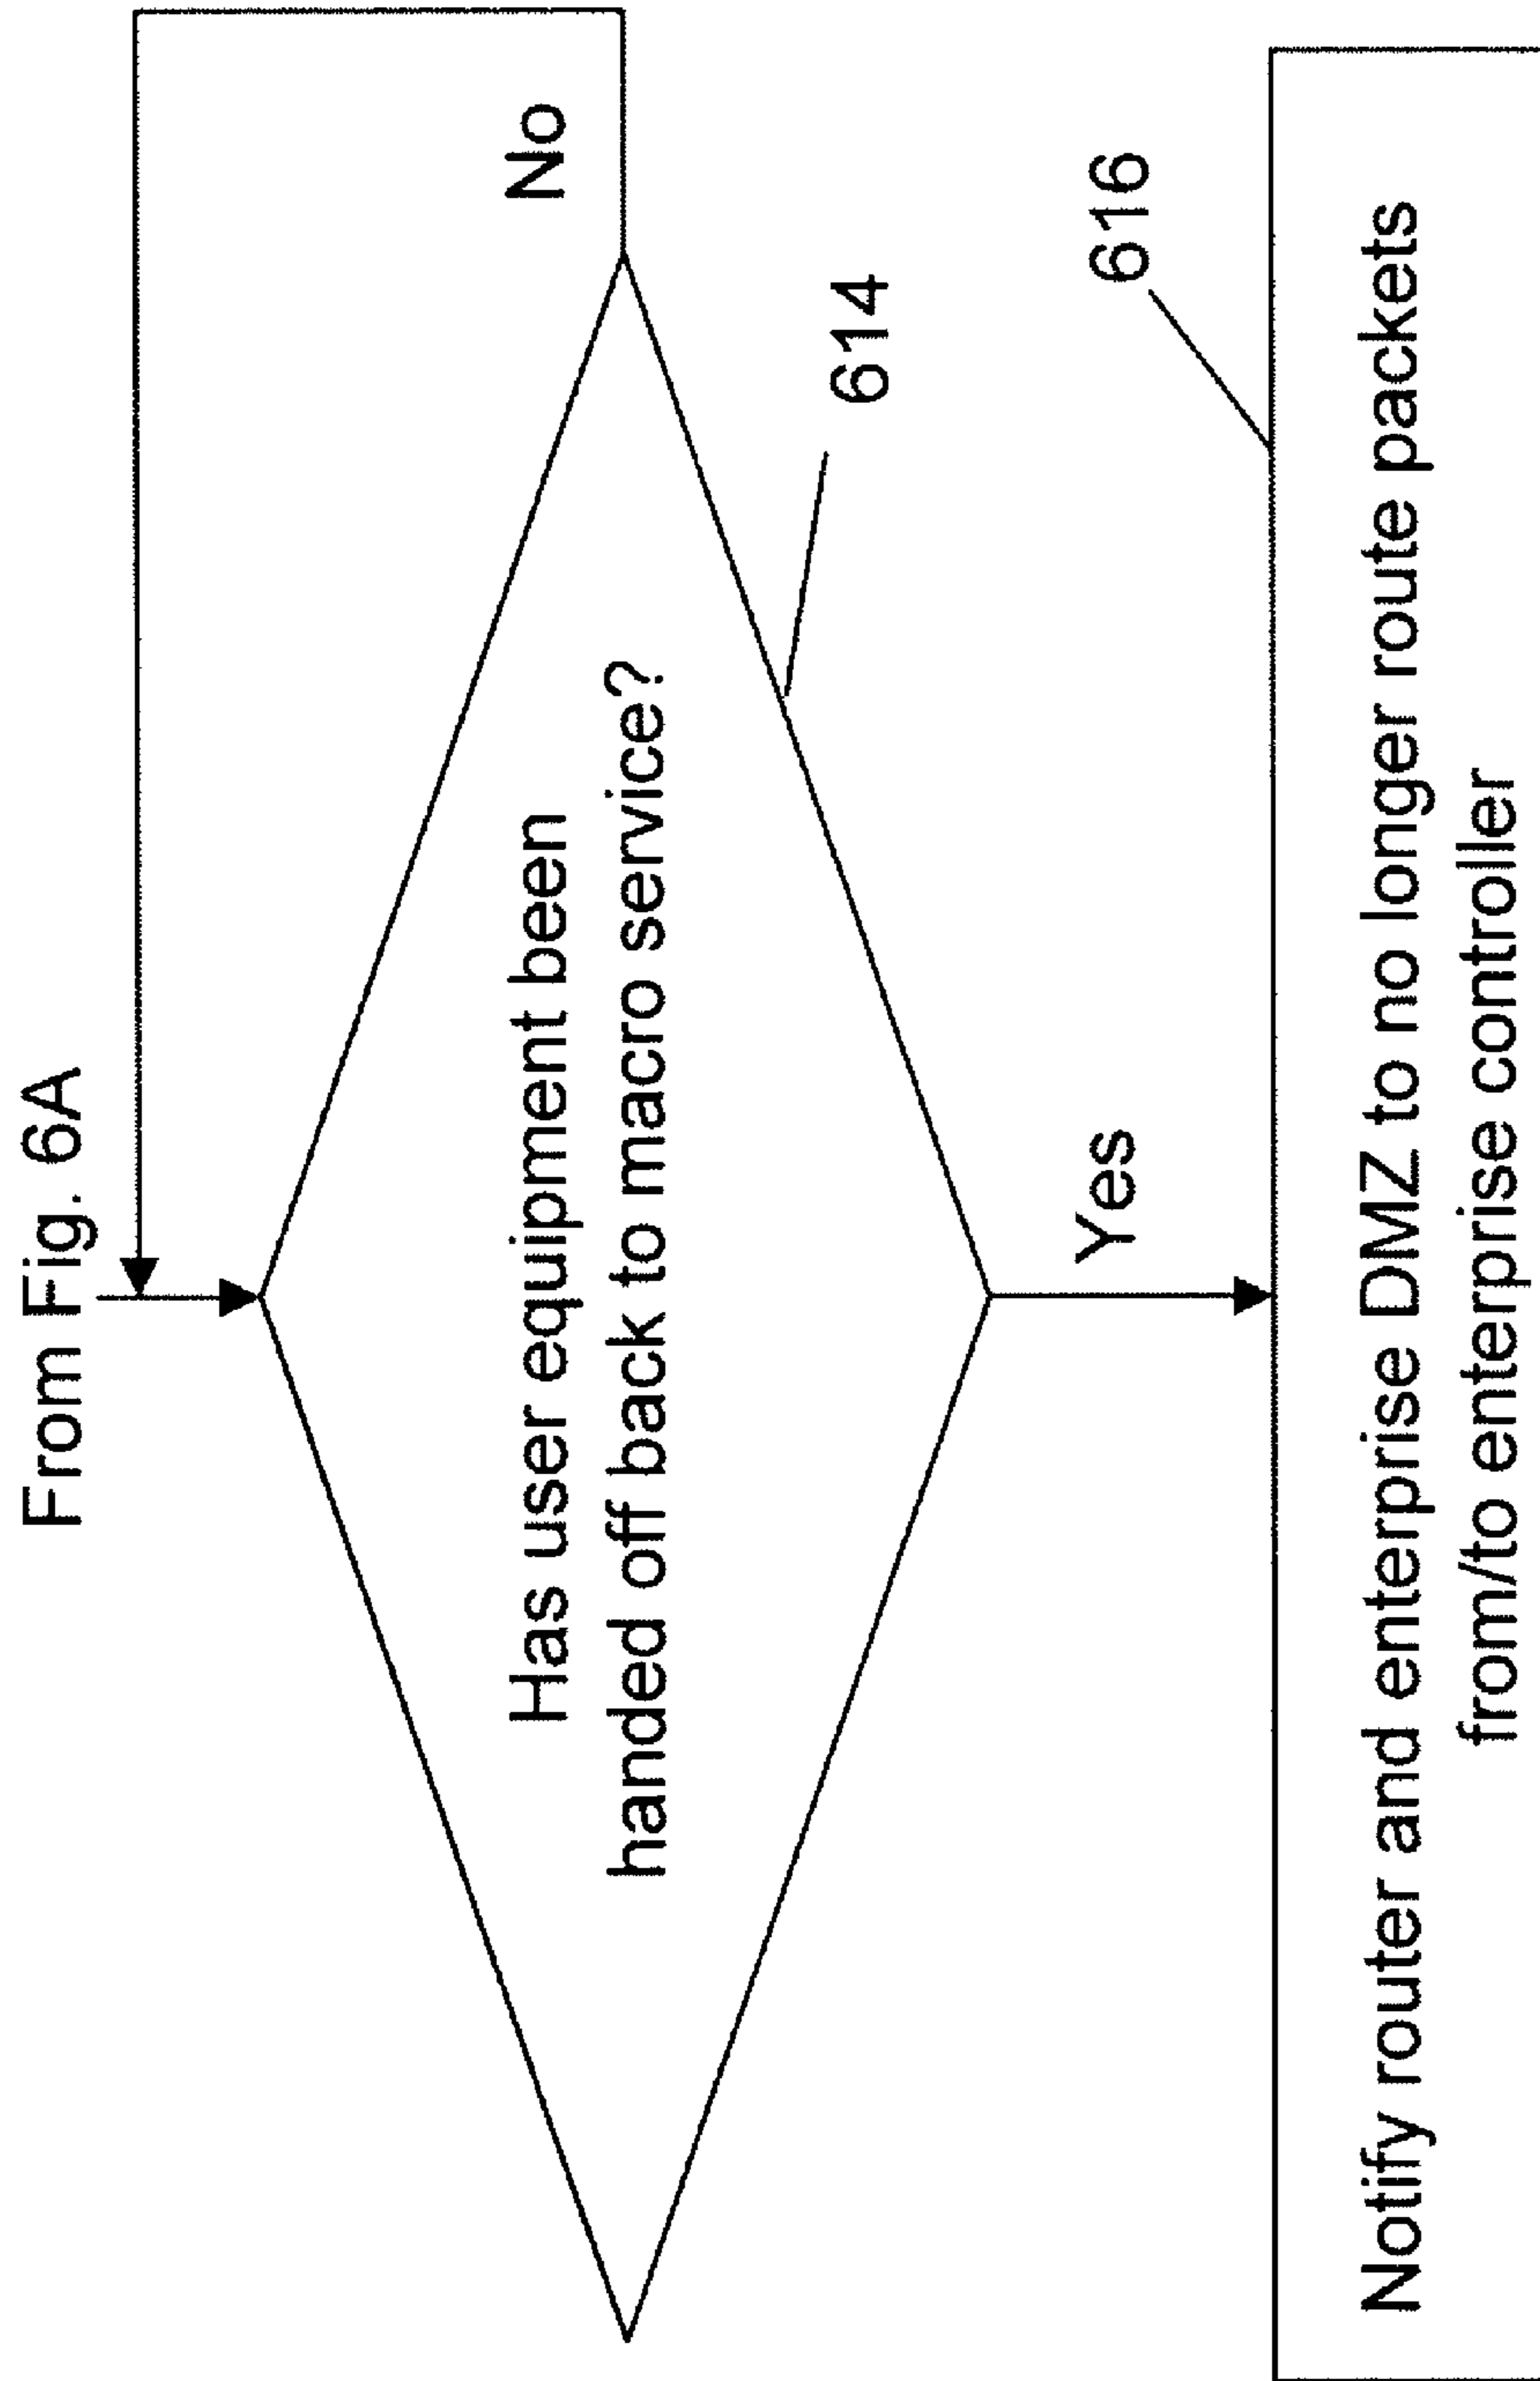 From Fig. 6A
Has user equipment been
handed off back to macro service?
No
614
Yes
616
Notify router and enterprise DMZ to no longer route packets
from/to enterprise controller